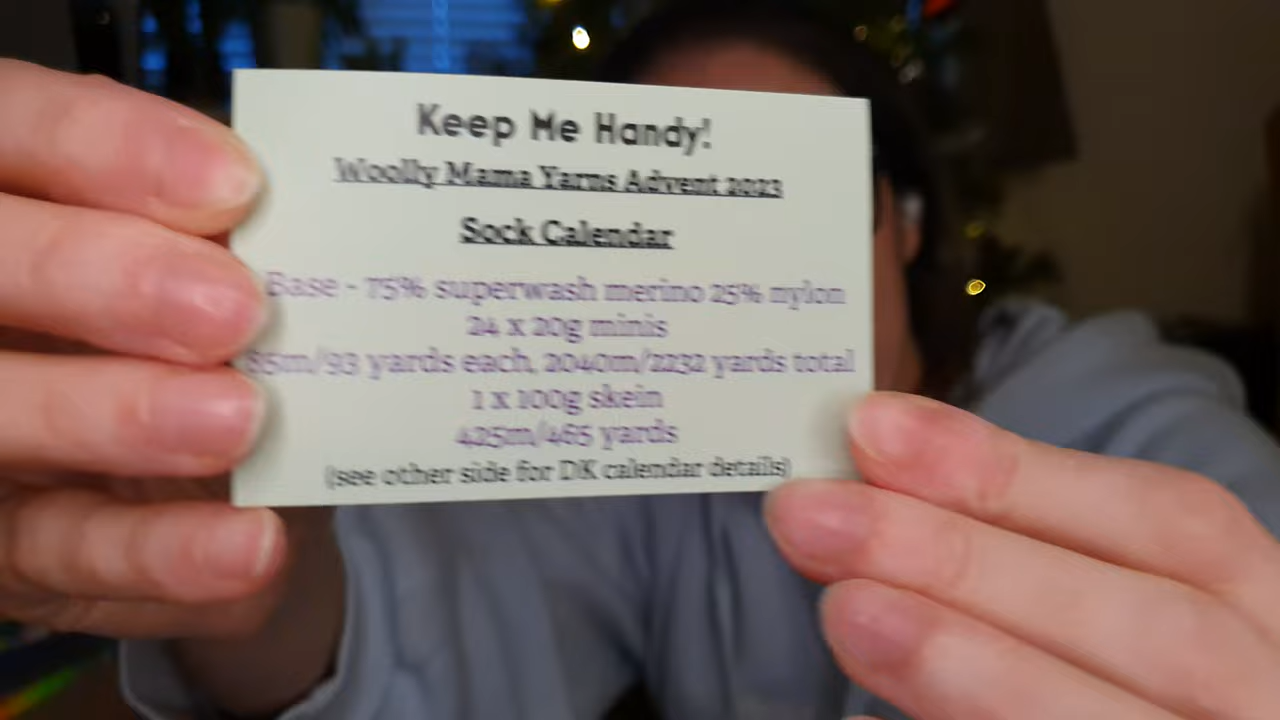 Keep Me Handy!
Woolly Mama Yarns Advent 2023
Sock Calendar
Base - 75% superwash merino 25% nylon
24 x 20g minis
85m/93 yards each, 2040m/2232 yards total
1 x 100g skein
425m/465 yards
(see other side for DK calendar details)